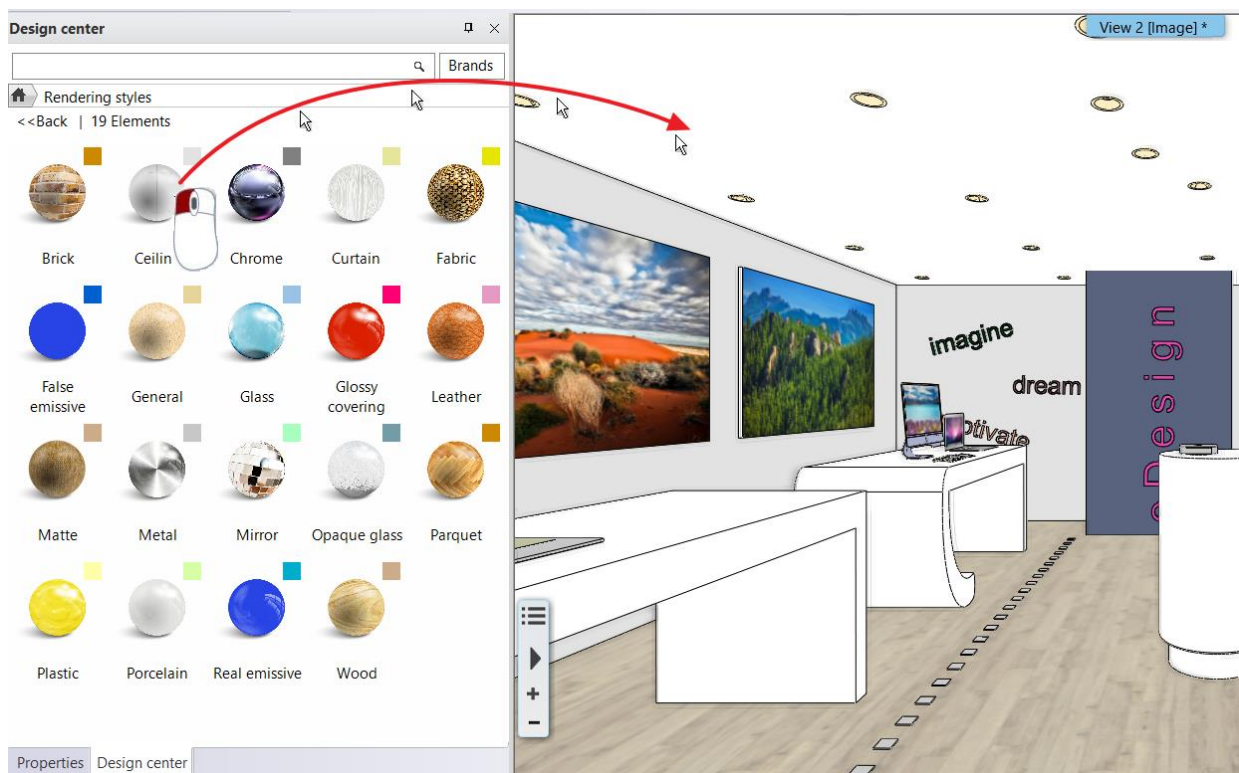 Design center
Brands
Rendering styles
<<Back | 19 Elements
Brick
Ceilin
Chrome
Curtain
Fabric
False
emissive
General
Glass
Glossy
covering
Leather
Matte
Metal
Mirror
Opaque glass
Parquet
Plastic
Porcelain
Real emissive
Wood
Properties
Design center
View 2 [Image] *
imagine
dream
otivate
eDesign